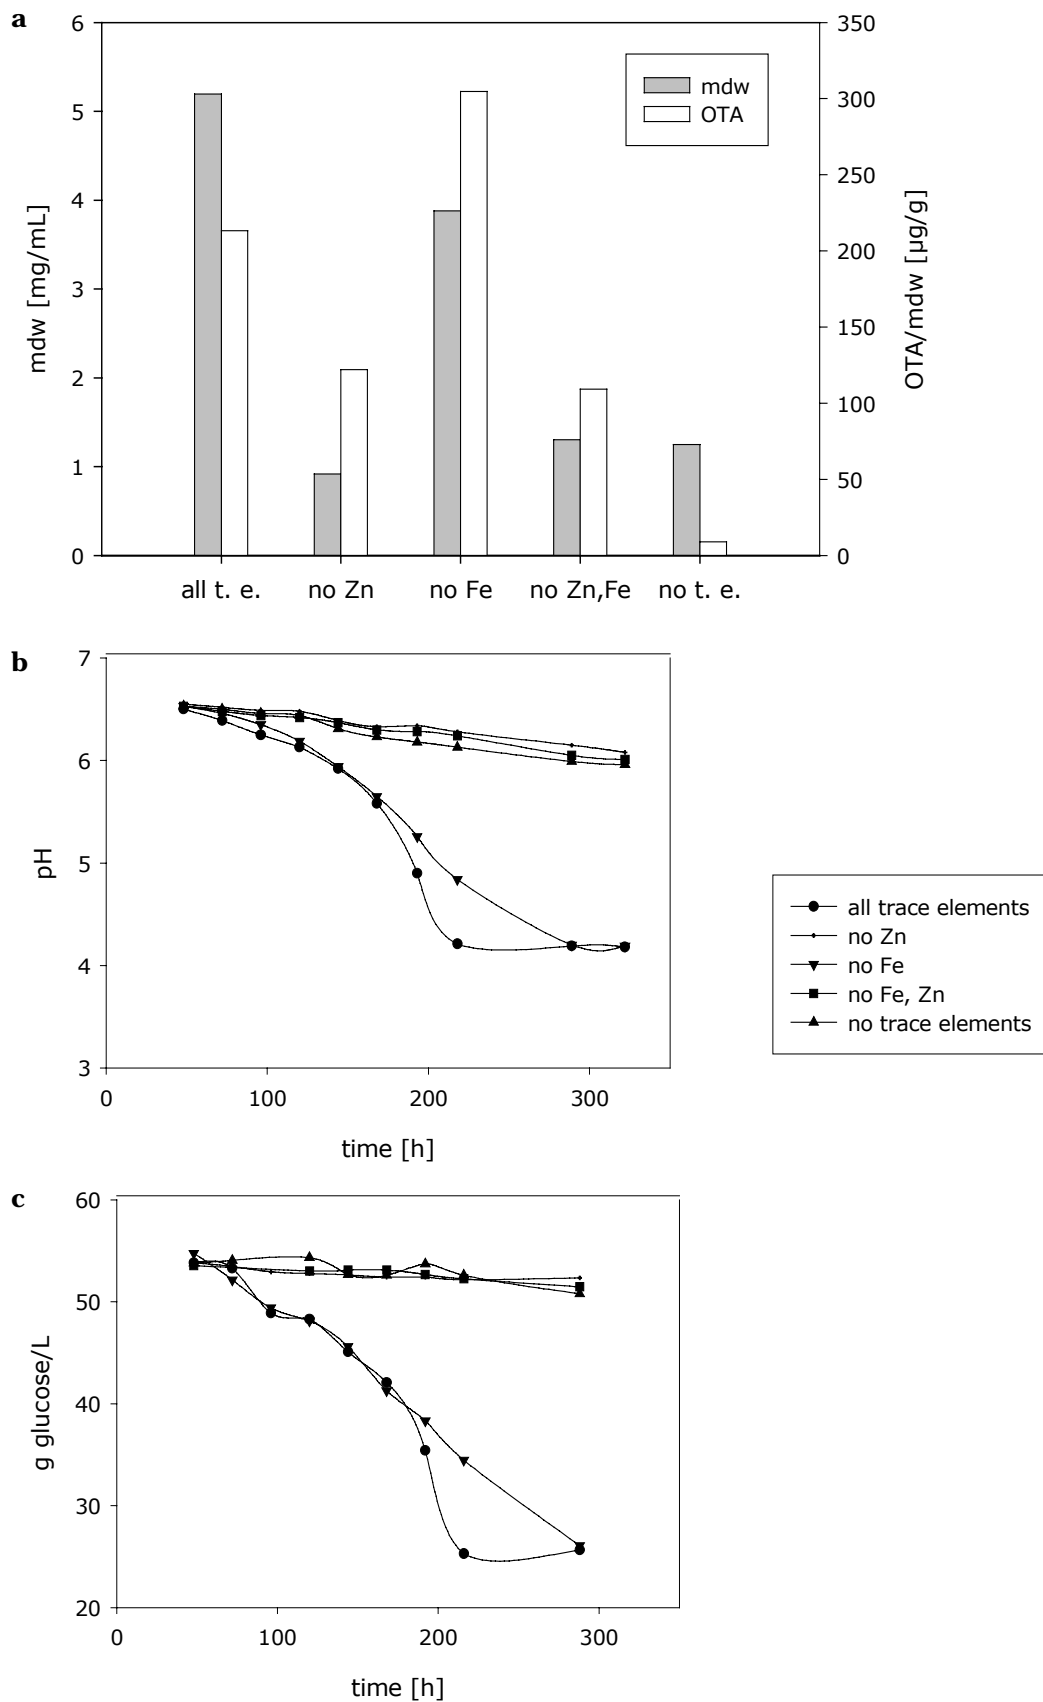 a
6
5
4
3
2
1
0
mdw [mg/mL]
350
300
250
200
150
100
50
0
OTA/mdw [µg/g]
mdw
OTA
all t. e.
no Zn
no Fe
no Zn,Fe
no t. e.
b
7
6
5
4
3
pH
0
100
200
300
time [h]
all trace elements
no Zn
no Fe
no Fe, Zn
no trace elements
c
60
50
40
30
20
g glucose/L
0
100
200
300
time [h]